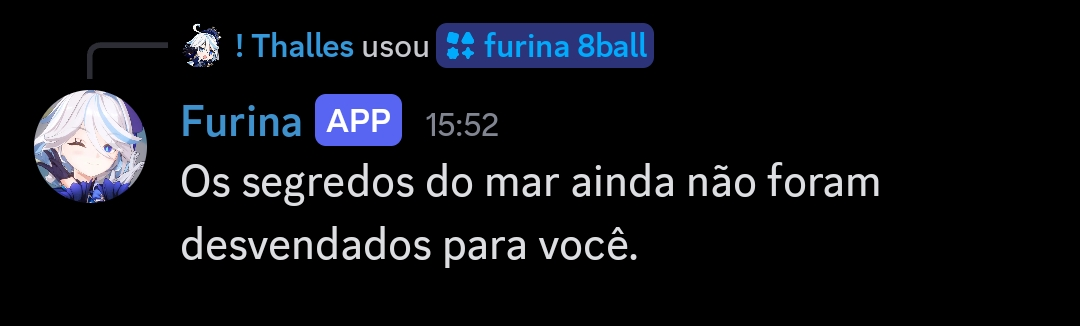 ! Thalles usou furina 8ball
Furina APP 15:52
Os segredos do mar ainda não foram
desvendados para você.